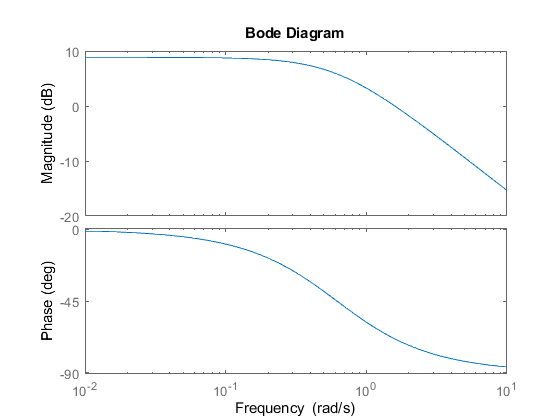 Bode Diagram
10
0
-10
-20
Magnitude (dB)
0
-45
-90
Phase (deg)
10^-2
10^-1
10^0
10^1
Frequency (rad/s)